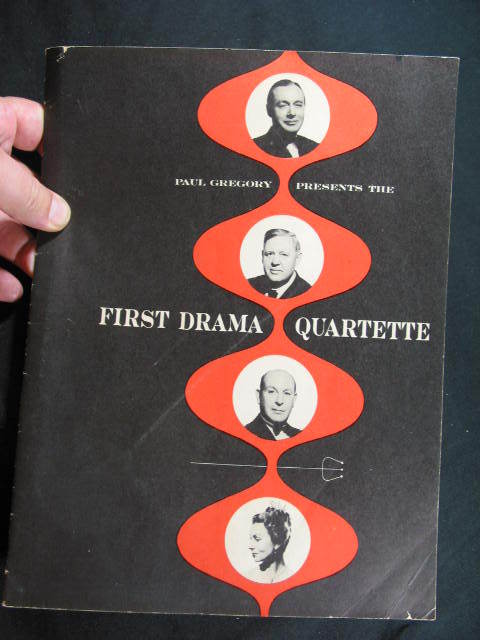 PAUL GREGORY PRESENTS THE
FIRST DRAMA QUARTETTE